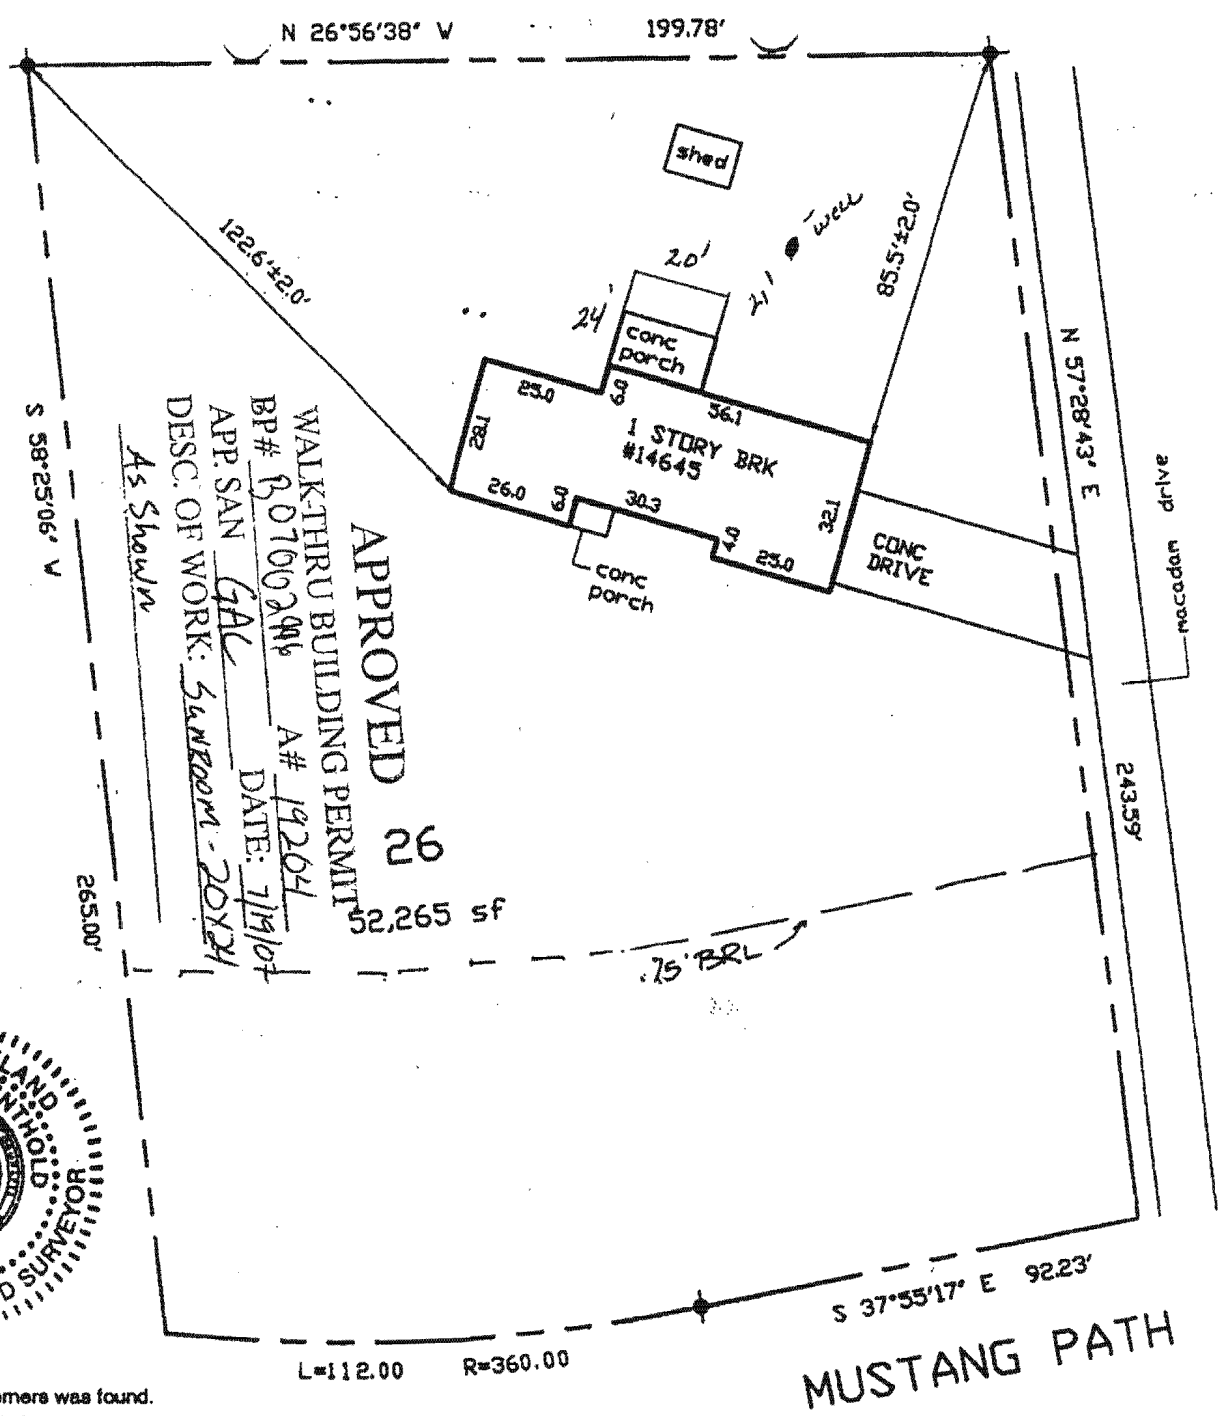 N 26°56'38" W 199.78'
shed
well
122.6'±2.0'
85.5'±2.0'
20'
24'
21'
conc
porch
N 57°28'43" E
25.0
6.0
56.1
28.1
1 STORY BRK
#14645
26.0
6.0
30.3
4.0
25.0
32.1
CONC
DRIVE
conc
porch
macadam drive
S 58°25'06" W
265.00'
243.59'
APPROVED
WALK-THRU BUILDING PERMIT
BP# A# 19264
APP. SAN GAC DATE: 7/19/07
DESC. OF WORK: Sunroom - 20x24
As Shown
26
52,265 sf
75' BRL
LAND
SURVEYOR
S 37°55'17" E 92.23'
L=112.00 R=360.00
MUSTANG PATH
was found.